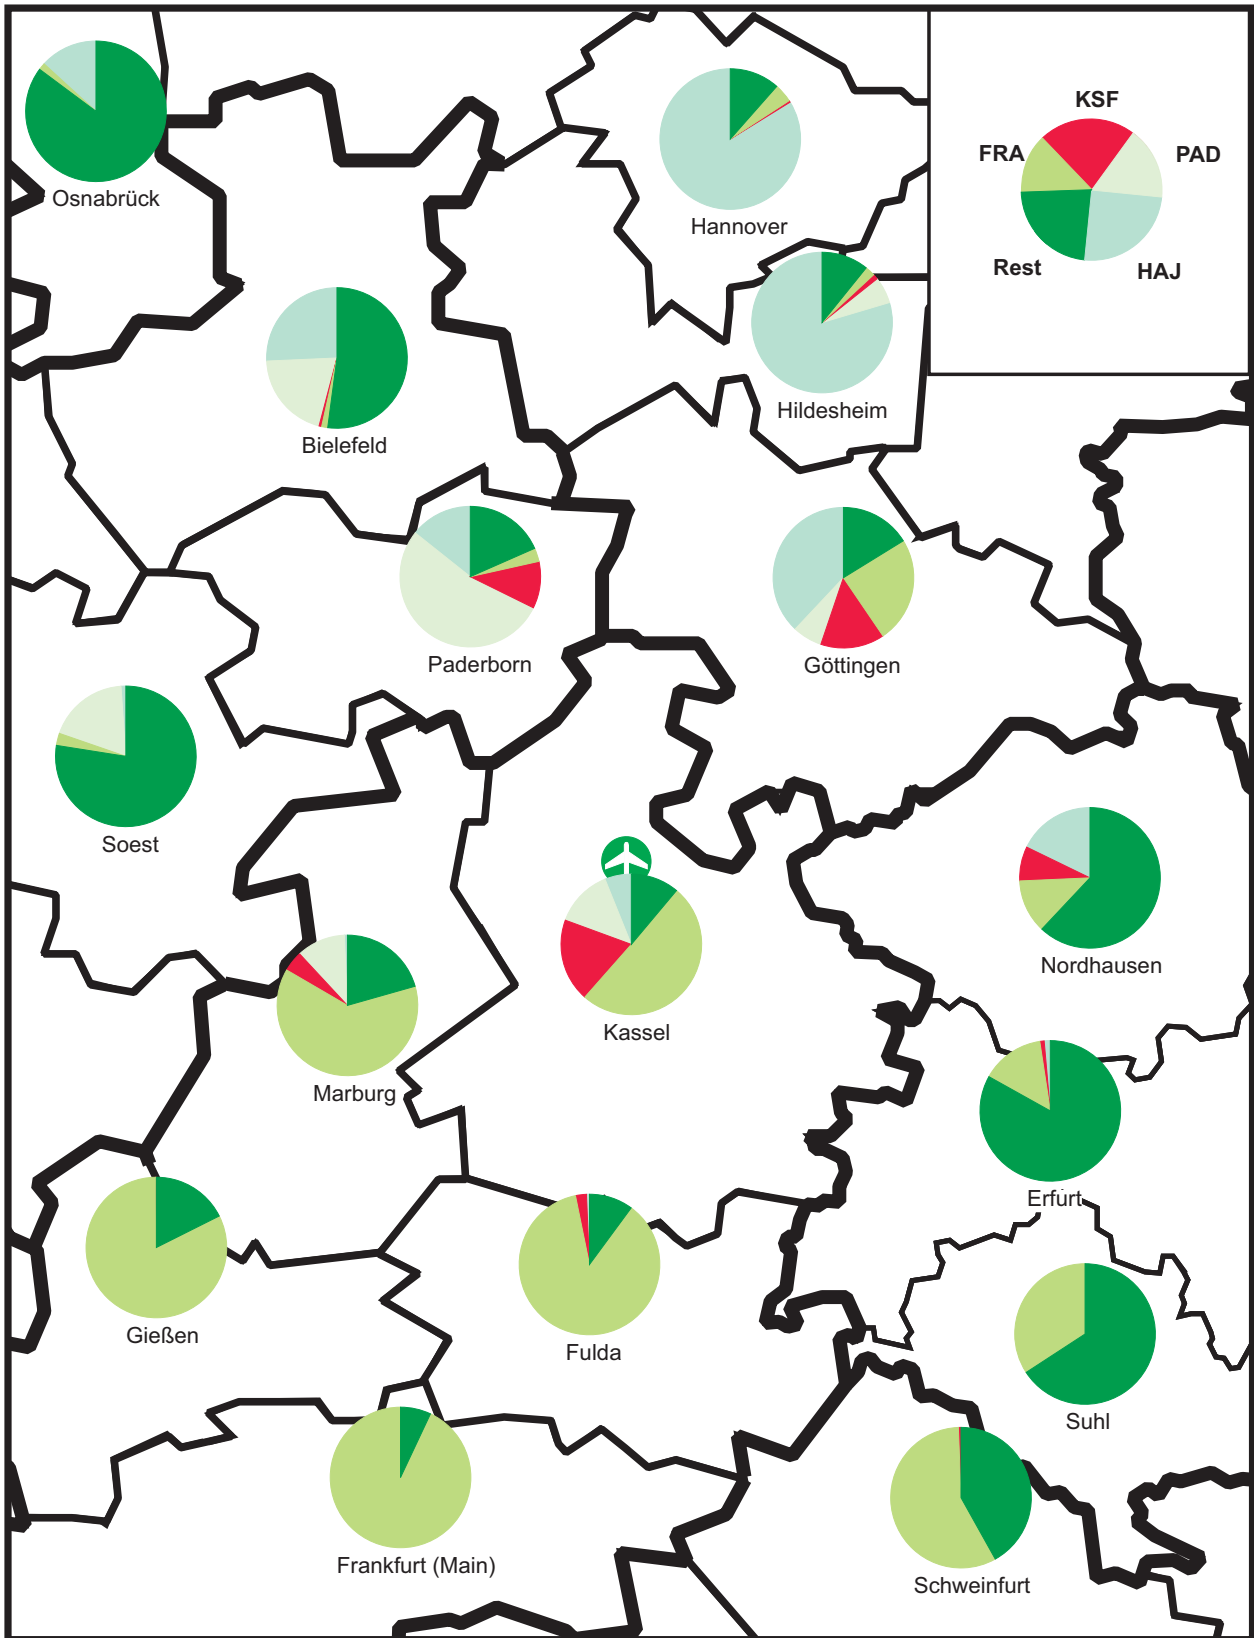 KSF
FRA
PAD
Rest
HAJ
Osnabrück
Hannover
Hildesheim
Bielefeld
Paderborn
Göttingen
Soest
Nordhausen
Kassel
Marburg
Erfurt
Gießen
Fulda
Suhl
Frankfurt (Main)
Schweinfurt